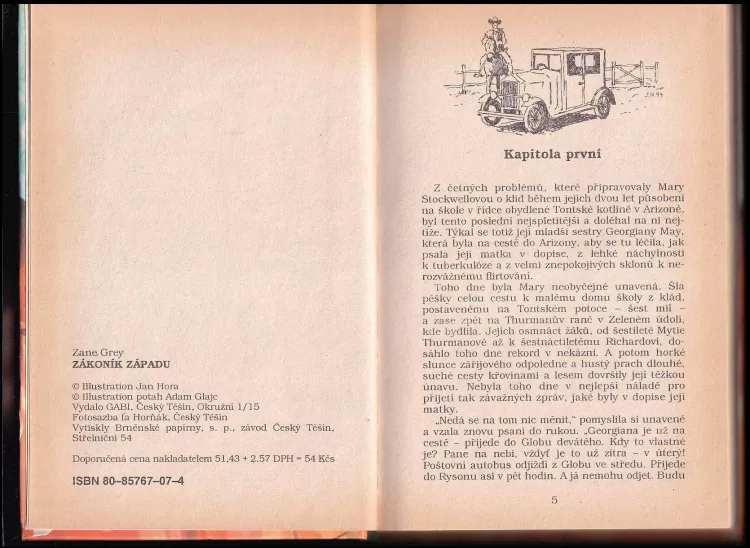 Zane Grey
ZÁKONÍK ZÁPADU
© Illustration Jan Hora
© Illustration potah Adam Glaje
Vydalo GABI, Český Těšín, Okružní 1/15
Fotosazba fa Horňák, Český Těšín
Vytiskly Brněnské papírny, s. p., závod Český Těšín,
Střelniční 54
Doporučená cena nakladatelem 51,43 + 2.57 DPH = 54 Kčs
ISBN 80–85767–07–4
J.H.93
Kapitola první
Z četných problémů, které připravovaly Mary
Stockwellovou o klid během jejích dvou let působení
na škole v řídce obydlené Tontské kotlině v Arizoně,
byl tento poslední nejspletitější a doléhal na ni nej-
tíže. Týkal se totiž její mladší sestry Georgiany May,
která byla na cestě do Arizony, aby se tu léčila, jak
psala její matka v dopise, z lehké náchylnosti
k tuberkulóze a z velmi znepokojivých sklonů k ne-
rozvážnému flirtování.
Toho dne byla Mary neobyčejně unavená. Šla
pěšky celou cestu k malému domu školy z klád,
postavenému na Tontském potoce – šest mil –
a zase zpět na Thurmanův ranč v Zeleném údolí,
kde bydlila. Jejich osmnáct žáků, od šestileté Mytie
Thurmanové až k šestnáctiletému Richardovi, do-
sáhlo toho dne rekord v nekázni. A potom horké
slunce zářijového odpoledne a hustý prach dlouhé,
suché cesty křovinami a lesem dovršily její těžkou
únavu. Nebyla toho dne v nejlepší náladě pro
přijetí tak závažných zpráv, jaké byly v dopise její
matky.
„Nedá se na tom nic měnit,“ pomyslila si unaveně
a vzala znovu psaní do rukou. „Georgiana je už na
cestě – přijede do Globu devátého. Kdy to vlastně
je? Pane na nebi, vždyť je to už zítra – v úterý!
Poštovní autobus odjíždí z Globu ve středu. Přijede
do Rysonu asi v pět hodin. A já nemohu odjet. Budu
5